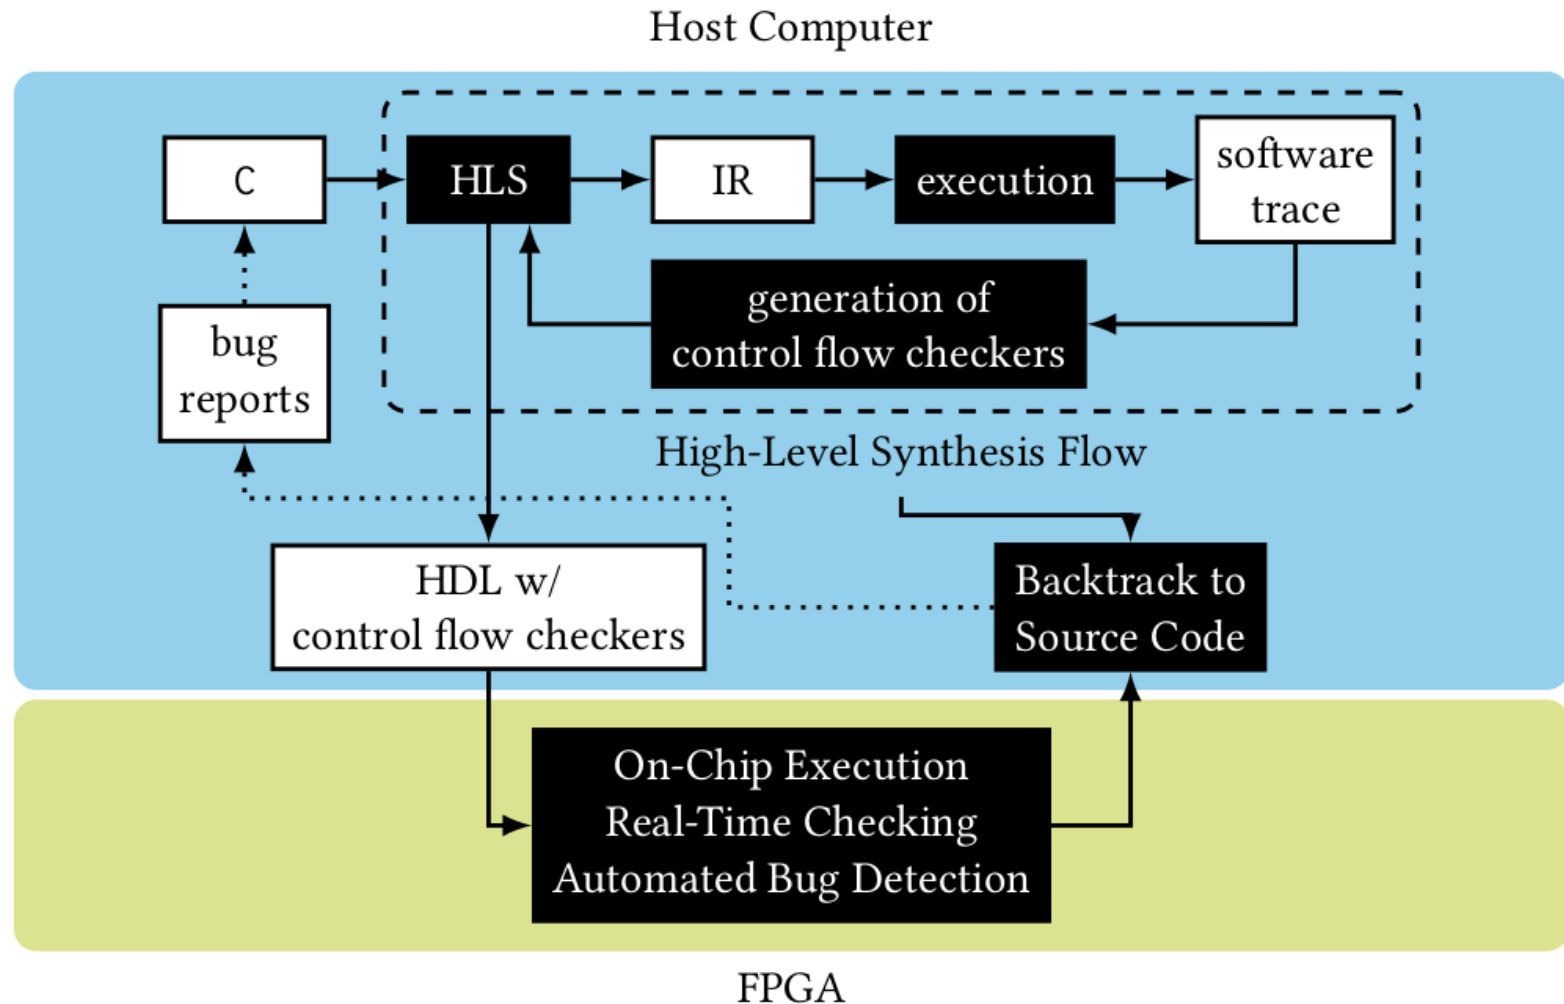 Host Computer
C
HLS
IR
execution
software
trace
generation of
control flow checkers
bug
reports
High-Level Synthesis Flow
HDL w/
control flow checkers
Backtrack to
Source Code
On-Chip Execution
Real-Time Checking
Automated Bug Detection
FPGA